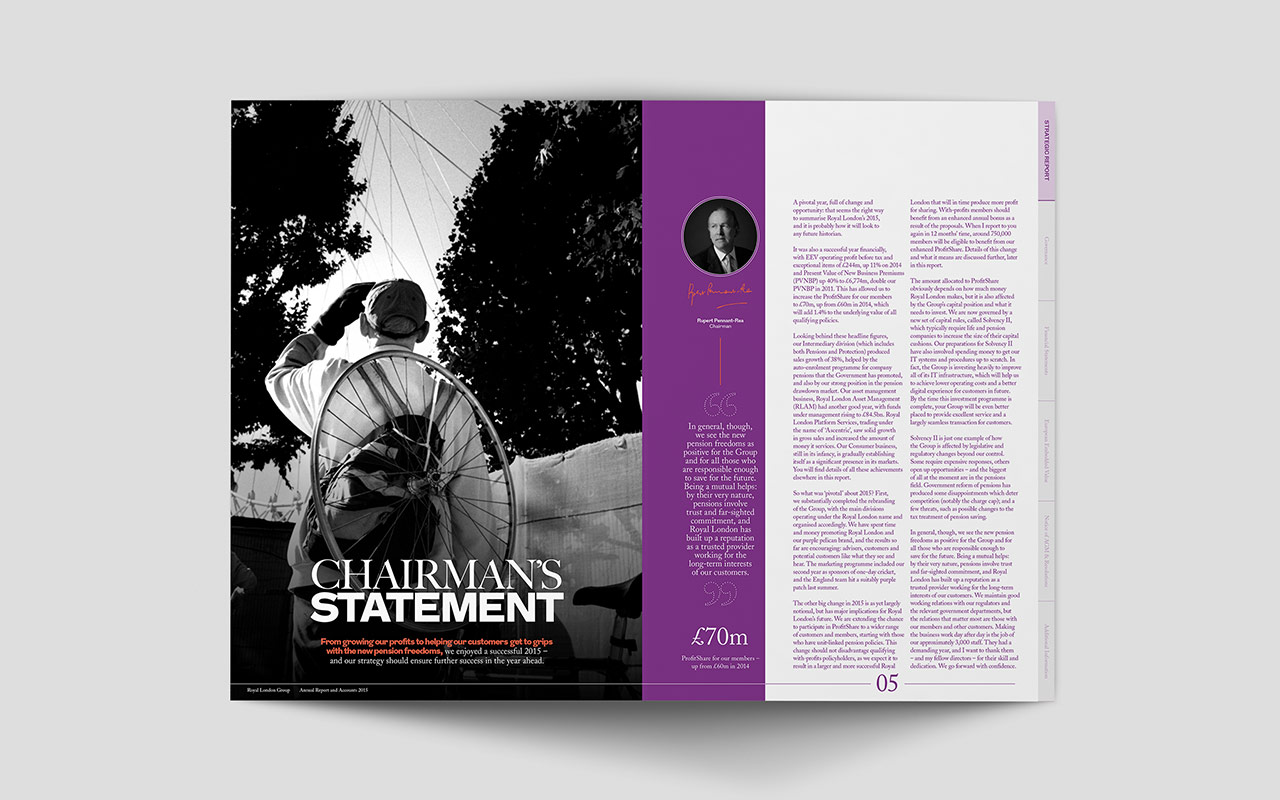 CHAIRMAN'S
STATEMENT
From growing our profits to helping our customers get to grips
with the new pension freedoms, we enjoyed a successful 2015 –
and our strategy should ensure further success in the year ahead.
Royal London Group Annual Report and Accounts 2015
Rupert Pennant-Rea
Chairman
“
In general, though,
we see the new
pension freedoms as
positive for the Group
and for all those who
are responsible enough
to save for the future.
Being a mutual helps:
by their very nature,
pensions involve
trust and far-sighted
commitment, and
Royal London has
built up a reputation
as a trusted provider
working for the
long-term interests
of our customers.
”
£70m
ProfitShare for our members –
up from £60m in 2014
A pivotal year, full of change and
opportunity: that seems the right way
to summarise Royal London's 2015,
and it is probably how it will look to
any future historian.
It was also a successful year financially,
with EEV operating profit before tax and
exceptional items of £244m, up 11% on 2014
and Present Value of New Business Premiums
(PVNBP) up 40% to £6,774m, double our
PVNBP in 2011. This has allowed us to
increase the ProfitShare for our members
to £70m, up from £60m in 2014, which
will add 1.4% to the underlying value of all
qualifying policies.
Looking behind these headline figures,
our Intermediary division (which includes
both Pensions and Protection) produced
sales growth of 38%, helped by the
auto-enrolment programme for company
pensions that the Government has promoted,
and also by our strong position in the pension
drawdown market. Our asset management
business, Royal London Asset Management
(RLAM) had another good year, with funds
under management rising to £84.5bn. Royal
London Platform Services, trading under
the name of 'Ascentric', saw solid growth
in gross sales and increased the amount of
money it services. Our Consumer business,
still in its infancy, is gradually establishing
itself as a significant presence in its markets.
You will find details of all these achievements
elsewhere in this report.
So what was 'pivotal' about 2015? First,
we substantially completed the rebranding
of the Group, with the main divisions
operating under the Royal London name and
organised accordingly. We have spent time
and money promoting Royal London and
our purple pelican brand, and the results so
far are encouraging: advisers, customers and
potential customers like what they see and
hear. The marketing programme included our
second year as sponsors of one-day cricket,
and the England team hit a suitably purple
patch last summer.
The other big change in 2015 is as yet largely
notional, but has major implications for Royal
London's future. We are extending the chance
to participate in ProfitShare to a wider range
of customers and members, starting with those
who have unit-linked pension policies. This
change should not disadvantage qualifying
with-profits policyholders, as we expect it to
result in a larger and more successful Royal
London that will in time produce more profit
for sharing. With-profits members should
benefit from an enhanced annual bonus as a
result of the proposals. When I report to you
again in 12 months' time, around 750,000
members will be eligible to benefit from our
enhanced ProfitShare. Details of this change
and what it means are discussed further, later
in this report.
The amount allocated to ProfitShare
obviously depends on how much money
Royal London makes, but it is also affected
by the Group's capital position and what it
needs to invest. We are now governed by a
new set of capital rules, called Solvency II,
which typically require life and pension
companies to increase the size of their capital
cushions. Our preparations for Solvency II
have also involved spending money to get our
IT systems and procedures up to scratch. In
fact, the Group is investing heavily to improve
all of its IT infrastructure, which will help us
to achieve lower operating costs and a better
digital experience for customers in future.
By the time this investment programme is
complete, your Group will be even better
placed to provide excellent service and a
largely seamless transaction for customers.
Solvency II is just one example of how
the Group is affected by legislative and
regulatory changes beyond our control.
Some require expensive responses, others
open up opportunities – and the biggest
of all at the moment are in the pensions
field. Government reform of pensions has
produced some disappointments which deter
competition (notably the charge cap); and a
few threats, such as possible changes to the
tax treatment of pension saving.
In general, though, we see the new pension
freedoms as positive for the Group and for
all those who are responsible enough to
save for the future. Being a mutual helps:
by their very nature, pensions involve trust
and far-sighted commitment, and Royal
London has built up a reputation as a
trusted provider working for the long-term
interests of our customers. We maintain good
working relations with our regulators and
the relevant government departments, but
the relations that matter most are those with
our members and other customers. Making
the business work day after day is the job of
our approximately 3,000 staff. They had a
demanding year, and I want to thank them
– and my fellow directors – for their skill and
dedication. We go forward with confidence.
05
STRATEGIC REPORT
Governance
Financial Statements
European Embedded Value
Notice of AGM & Resolutions
Additional Information